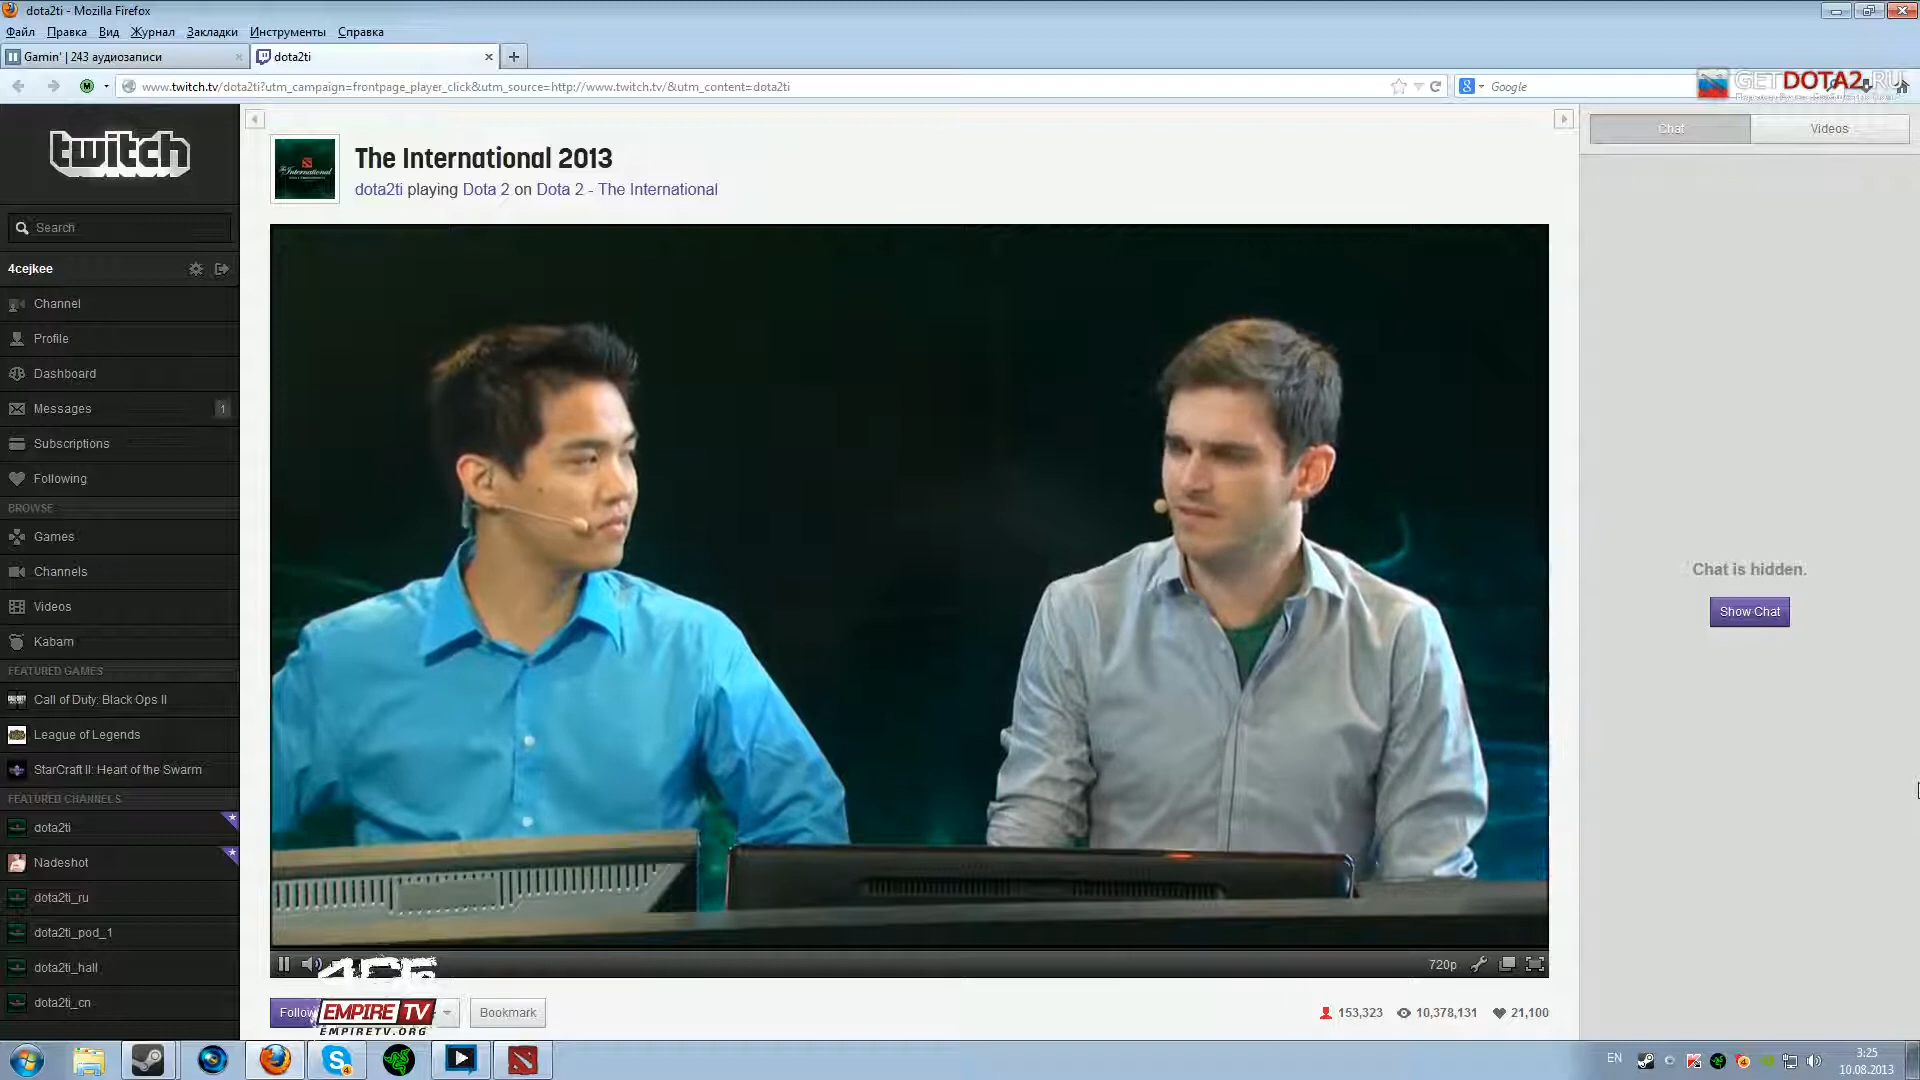 dota2ti - Mozilla Firefox
Файл Правка Вид Журнал Закладки Инструменты Справка
Gamin' | 243 аудиозаписи
dota2ti
www.twitch.tv/dota2ti?utm_campaign=frontpage_player_click&utm_source=http://www.twitch.tv/&utm_content=dota2ti
Google
GETDOTA2.RU
twitch
Search
4cejkee
Channel
Profile
Dashboard
Messages 1
Subscriptions
Following
BROWSE
Games
Channels
Videos
Kabam
FEATURED GAMES
Call of Duty: Black Ops II
League of Legends
StarCraft II: Heart of the Swarm
FEATURED CHANNELS
dota2ti
Nadeshot
dota2ti_ru
dota2ti_pod_1
dota2ti_hall
dota2ti_cn
The International
The International 2013
dota2ti playing Dota 2 on Dota 2 - The International
720p
4CE
Follow
EMPIRE TV
EMPIRETV.ORG
Bookmark
153,323 10,378,131 21,100
Chat Videos
Chat is hidden.
Show Chat
EN
3:25
10.08.2013